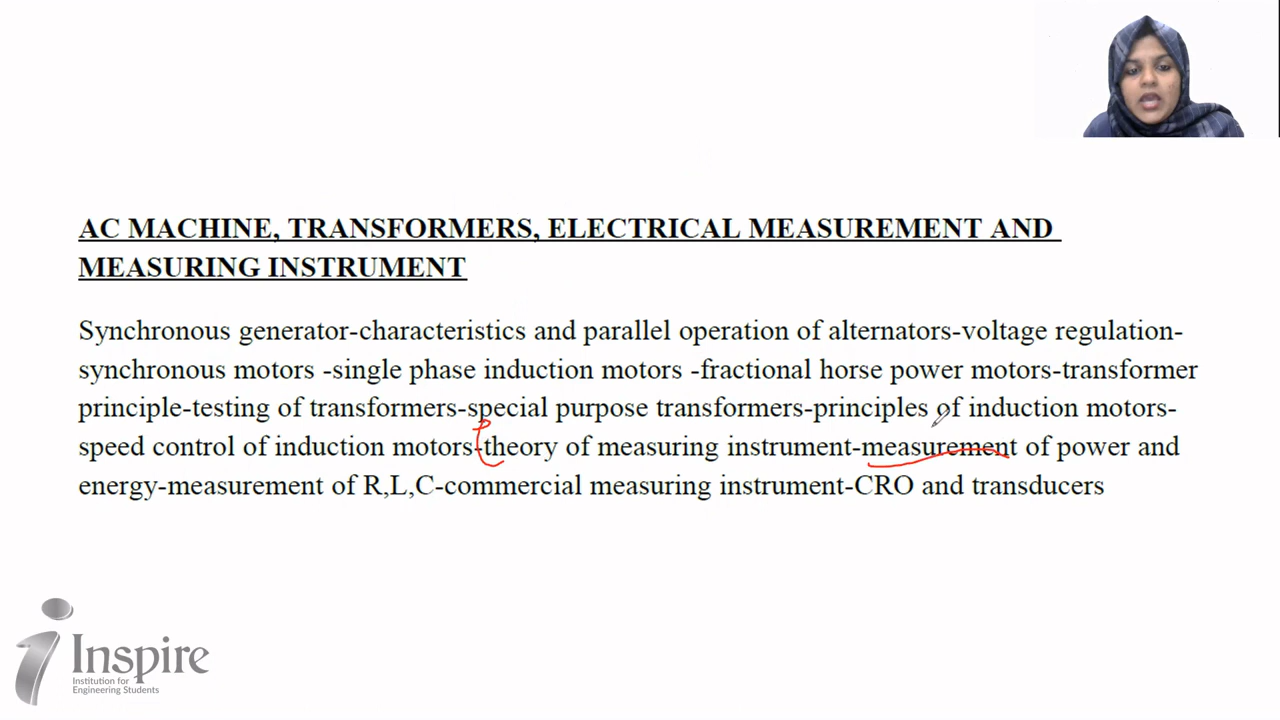 AC MACHINE, TRANSFORMERS, ELECTRICAL MEASUREMENT AND
MEASURING INSTRUMENT
Synchronous generator-characteristics and parallel operation of alternators-voltage regulation-
synchronous motors -single phase induction motors -fractional horse power motors-transformer
principle-testing of transformers-special purpose transformers-principles of induction motors-
speed control of induction motors-theory of measuring instrument-measurement of power and
energy-measurement of R,L,C-commercial measuring instrument-CRO and transducers
Inspire
Institution for
Engineering Students